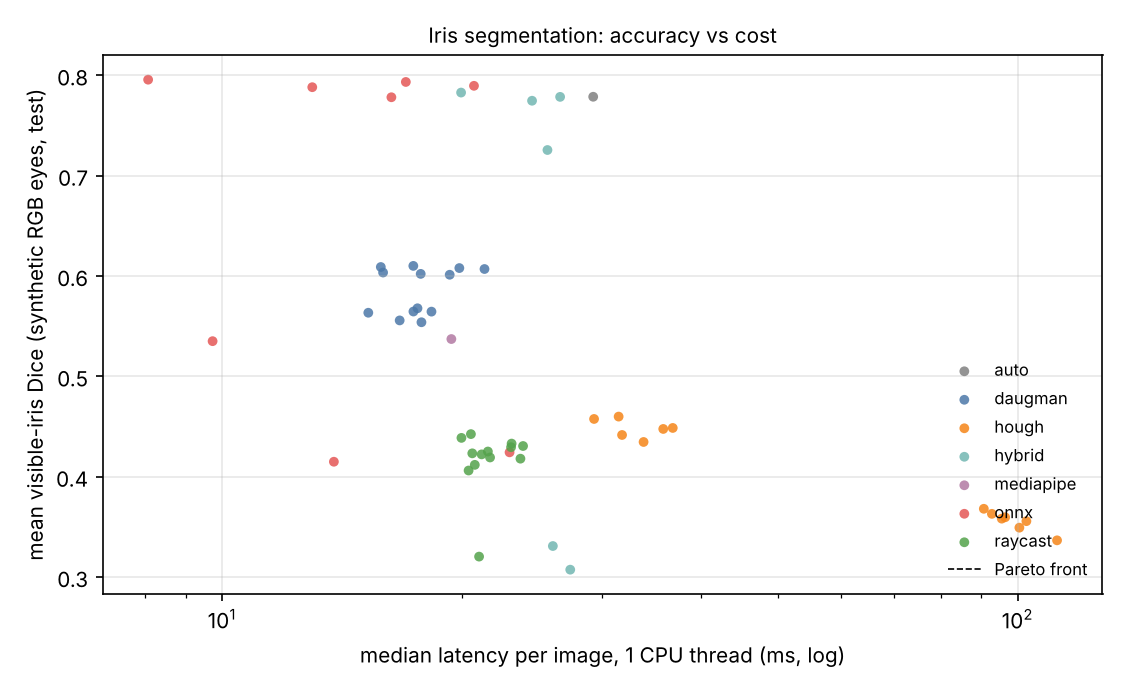 Iris segmentation: accuracy vs cost
mean visible-iris Dice (synthetic RGB eyes, test)
0.8
0.7
0.6
0.5
0.4
0.3
auto
daugman
hough
hybrid
mediapipe
onnx
raycast
Pareto front
10¹
10²
median latency per image, 1 CPU thread (ms, log)